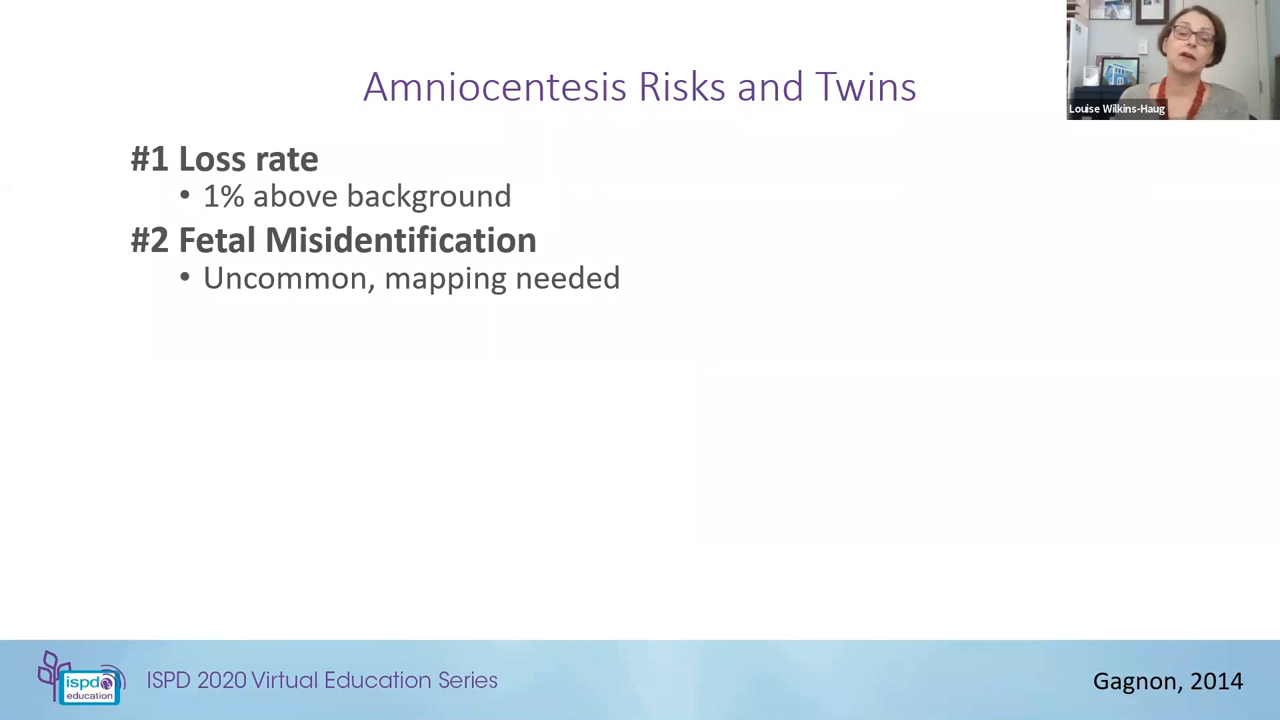 Amniocentesis Risks and Twins
Louise Wilkins-Haug
#1 Loss rate
• 1% above background
#2 Fetal Misidentification
• Uncommon, mapping needed
ispd
education
ISPD 2020 Virtual Education Series
Gagnon, 2014